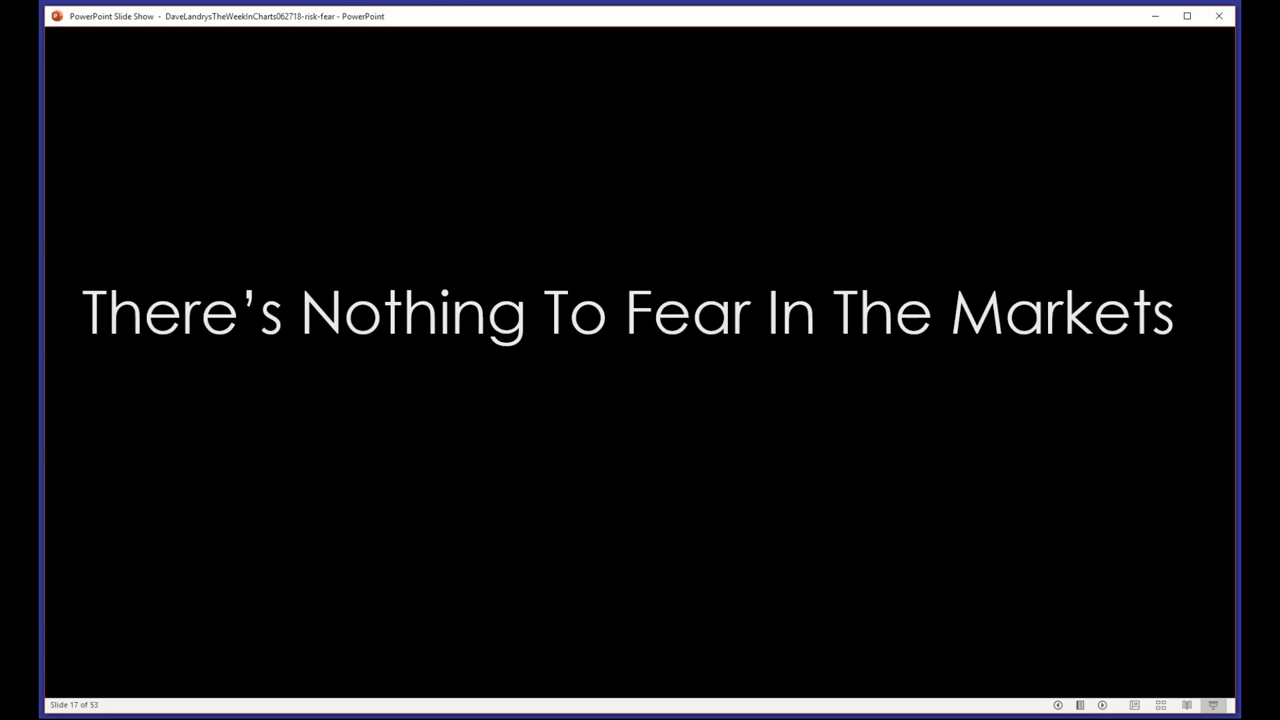 PowerPoint Slide Show - DaveLandrysTheWeekInCharts062718-risk-fear - PowerPoint
There’s Nothing To Fear In The Markets
Slide 17 of 53